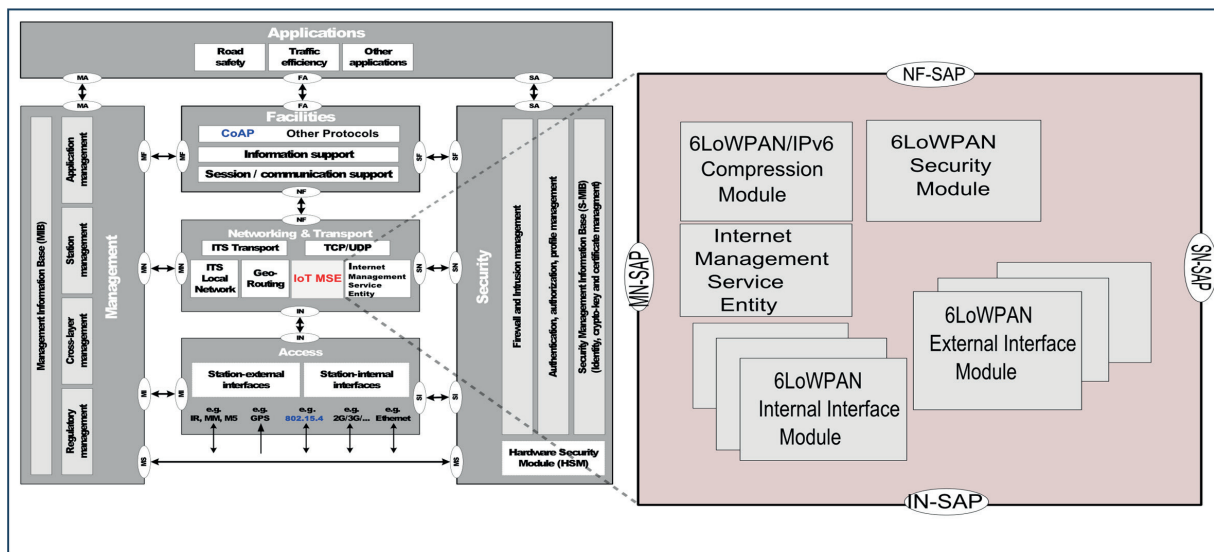 Applications
Road
safety
Traffic
efficiency
Other
applications
MA
FA
SA
MA
FA
SA
Management Information Base (MIB)
Application
management
Station
management
Cross-layer
management
Regulatory
management
Management
MF
MF
Facilities
CoAP
Other Protocols
Information support
Session / communication support
SF
SF
NF
NF
MN
MN
Networking & Transport
ITS Transport
TCP/UDP
ITS
Local
Network
Geo-
Routing
IoT MSE
Internet
Management
Service
Entity
SN
SN
IN
IN
MI
MI
Access
Station-external
interfaces
Station-internal
interfaces
e.g.
IR, MM, M5
e.g.
GPS
e.g.
802.15.4
e.g.
2G/3G/...
e.g.
Ethernet
SI
SI
MS
MS
Security
Firewall and Intrusion management
Authentication, authorization, profile management
Security Management Information Base (S-MIB)
(Identity, crypto-key and certificate managment)
Hardware Security
Module (HSM)
NF-SAP
MN-SAP
SN-SAP
IN-SAP
6LoWPAN/IPv6
Compression
Module
6LoWPAN
Security
Module
Internet
Management
Service
Entity
6LoWPAN
External Interface
Module
6LoWPAN
Internal Interface
Module